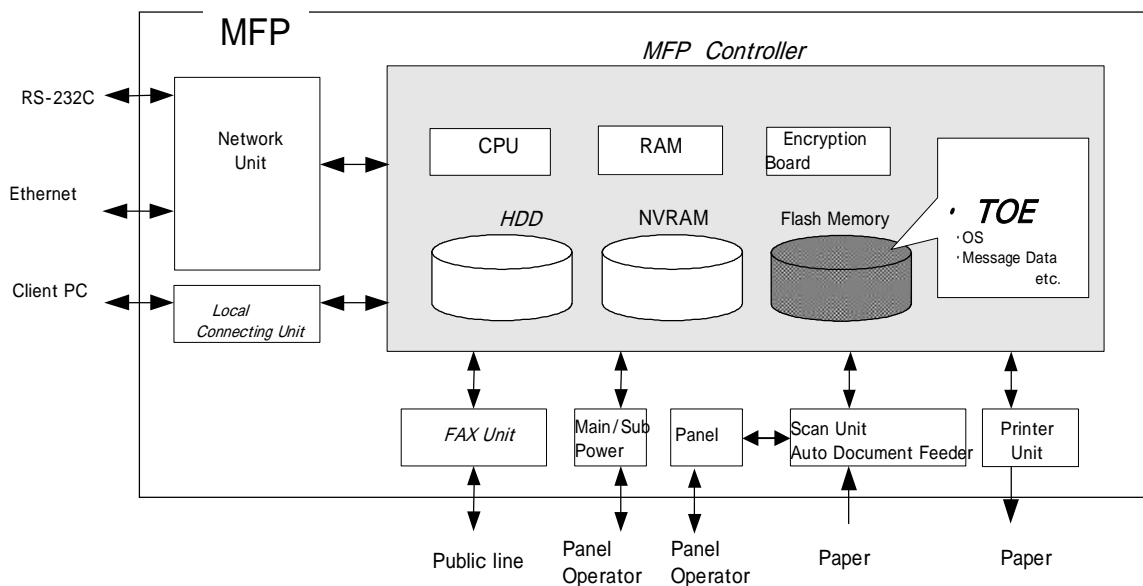 MFP
MFP Controller
RS-232C
Network
Unit
Ethernet
Client PC
Local
Connecting Unit
CPU
RAM
Encryption
Board
HDD
NVRAM
Flash Memory
・ TOE
・OS
・Message Data
etc.
FAX Unit
Main/Sub
Power
Panel
Scan Unit
Auto Document Feeder
Printer
Unit
Public line
Panel
Operator
Panel
Operator
Paper
Paper